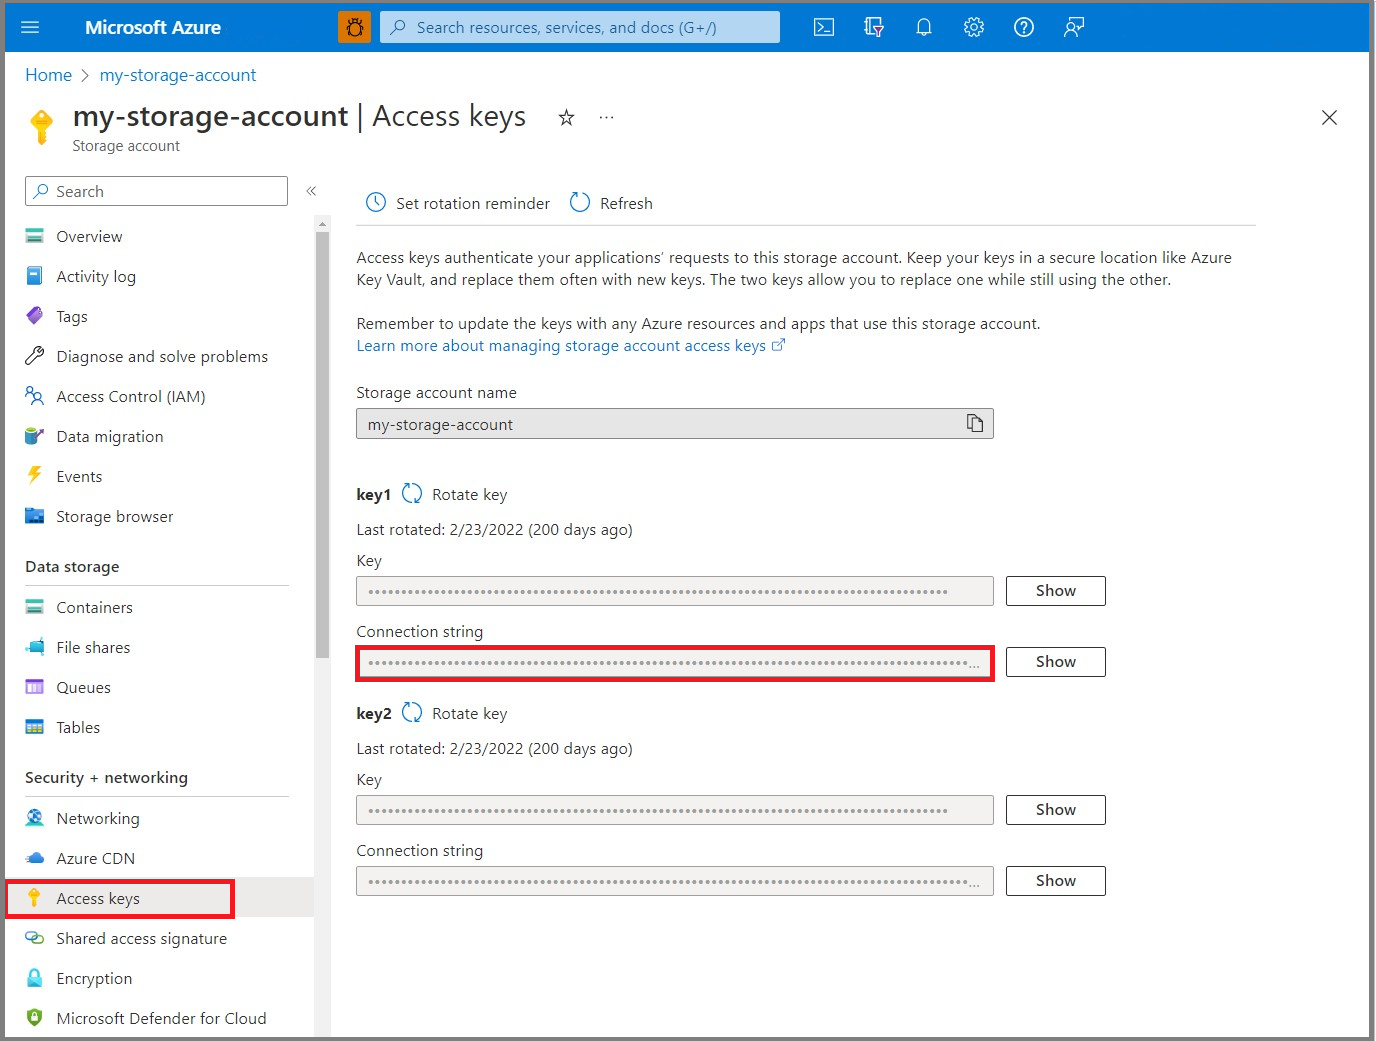 Microsoft Azure
Search resources, services, and docs (G+/)
Home > my-storage-account
my-storage-account | Access keys
Storage account
Search
Overview
Activity log
Tags
Diagnose and solve problems
Access Control (IAM)
Data migration
Events
Storage browser
Data storage
Containers
File shares
Queues
Tables
Security + networking
Networking
Azure CDN
Access keys
Shared access signature
Encryption
Microsoft Defender for Cloud
Set rotation reminder
Refresh
Access keys authenticate your applications’ requests to this storage account. Keep your keys in a secure location like Azure
Key Vault, and replace them often with new keys. The two keys allow you to replace one while still using the other.
Remember to update the keys with any Azure resources and apps that use this storage account.
Learn more about managing storage account access keys
Storage account name
my-storage-account
key1 Rotate key
Last rotated: 2/23/2022 (200 days ago)
Key
Show
Connection string
Show
key2 Rotate key
Last rotated: 2/23/2022 (200 days ago)
Key
Show
Connection string
Show